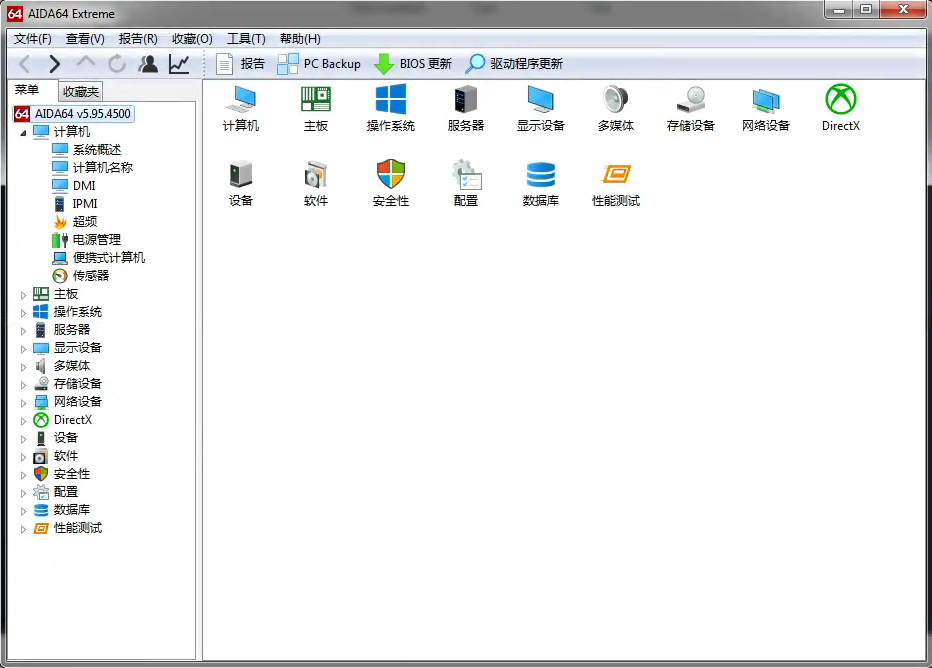 64 AIDA64 Extreme
文件(F) 查看(V) 报告(R) 收藏(O) 工具(T) 帮助(H)
报告 PC Backup BIOS 更新 驱动程序更新
菜单 收藏夹
64 AIDA64 v5.95.4500
计算机
系统概述
计算机名称
DMI
IPMI
超频
电源管理
便携式计算机
传感器
主板
操作系统
服务器
显示设备
多媒体
存储设备
网络设备
DirectX
设备
软件
安全性
配置
数据库
性能测试
计算机 主板 操作系统 服务器 显示设备 多媒体 存储设备 网络设备 DirectX
设备 软件 安全性 配置 数据库 性能测试